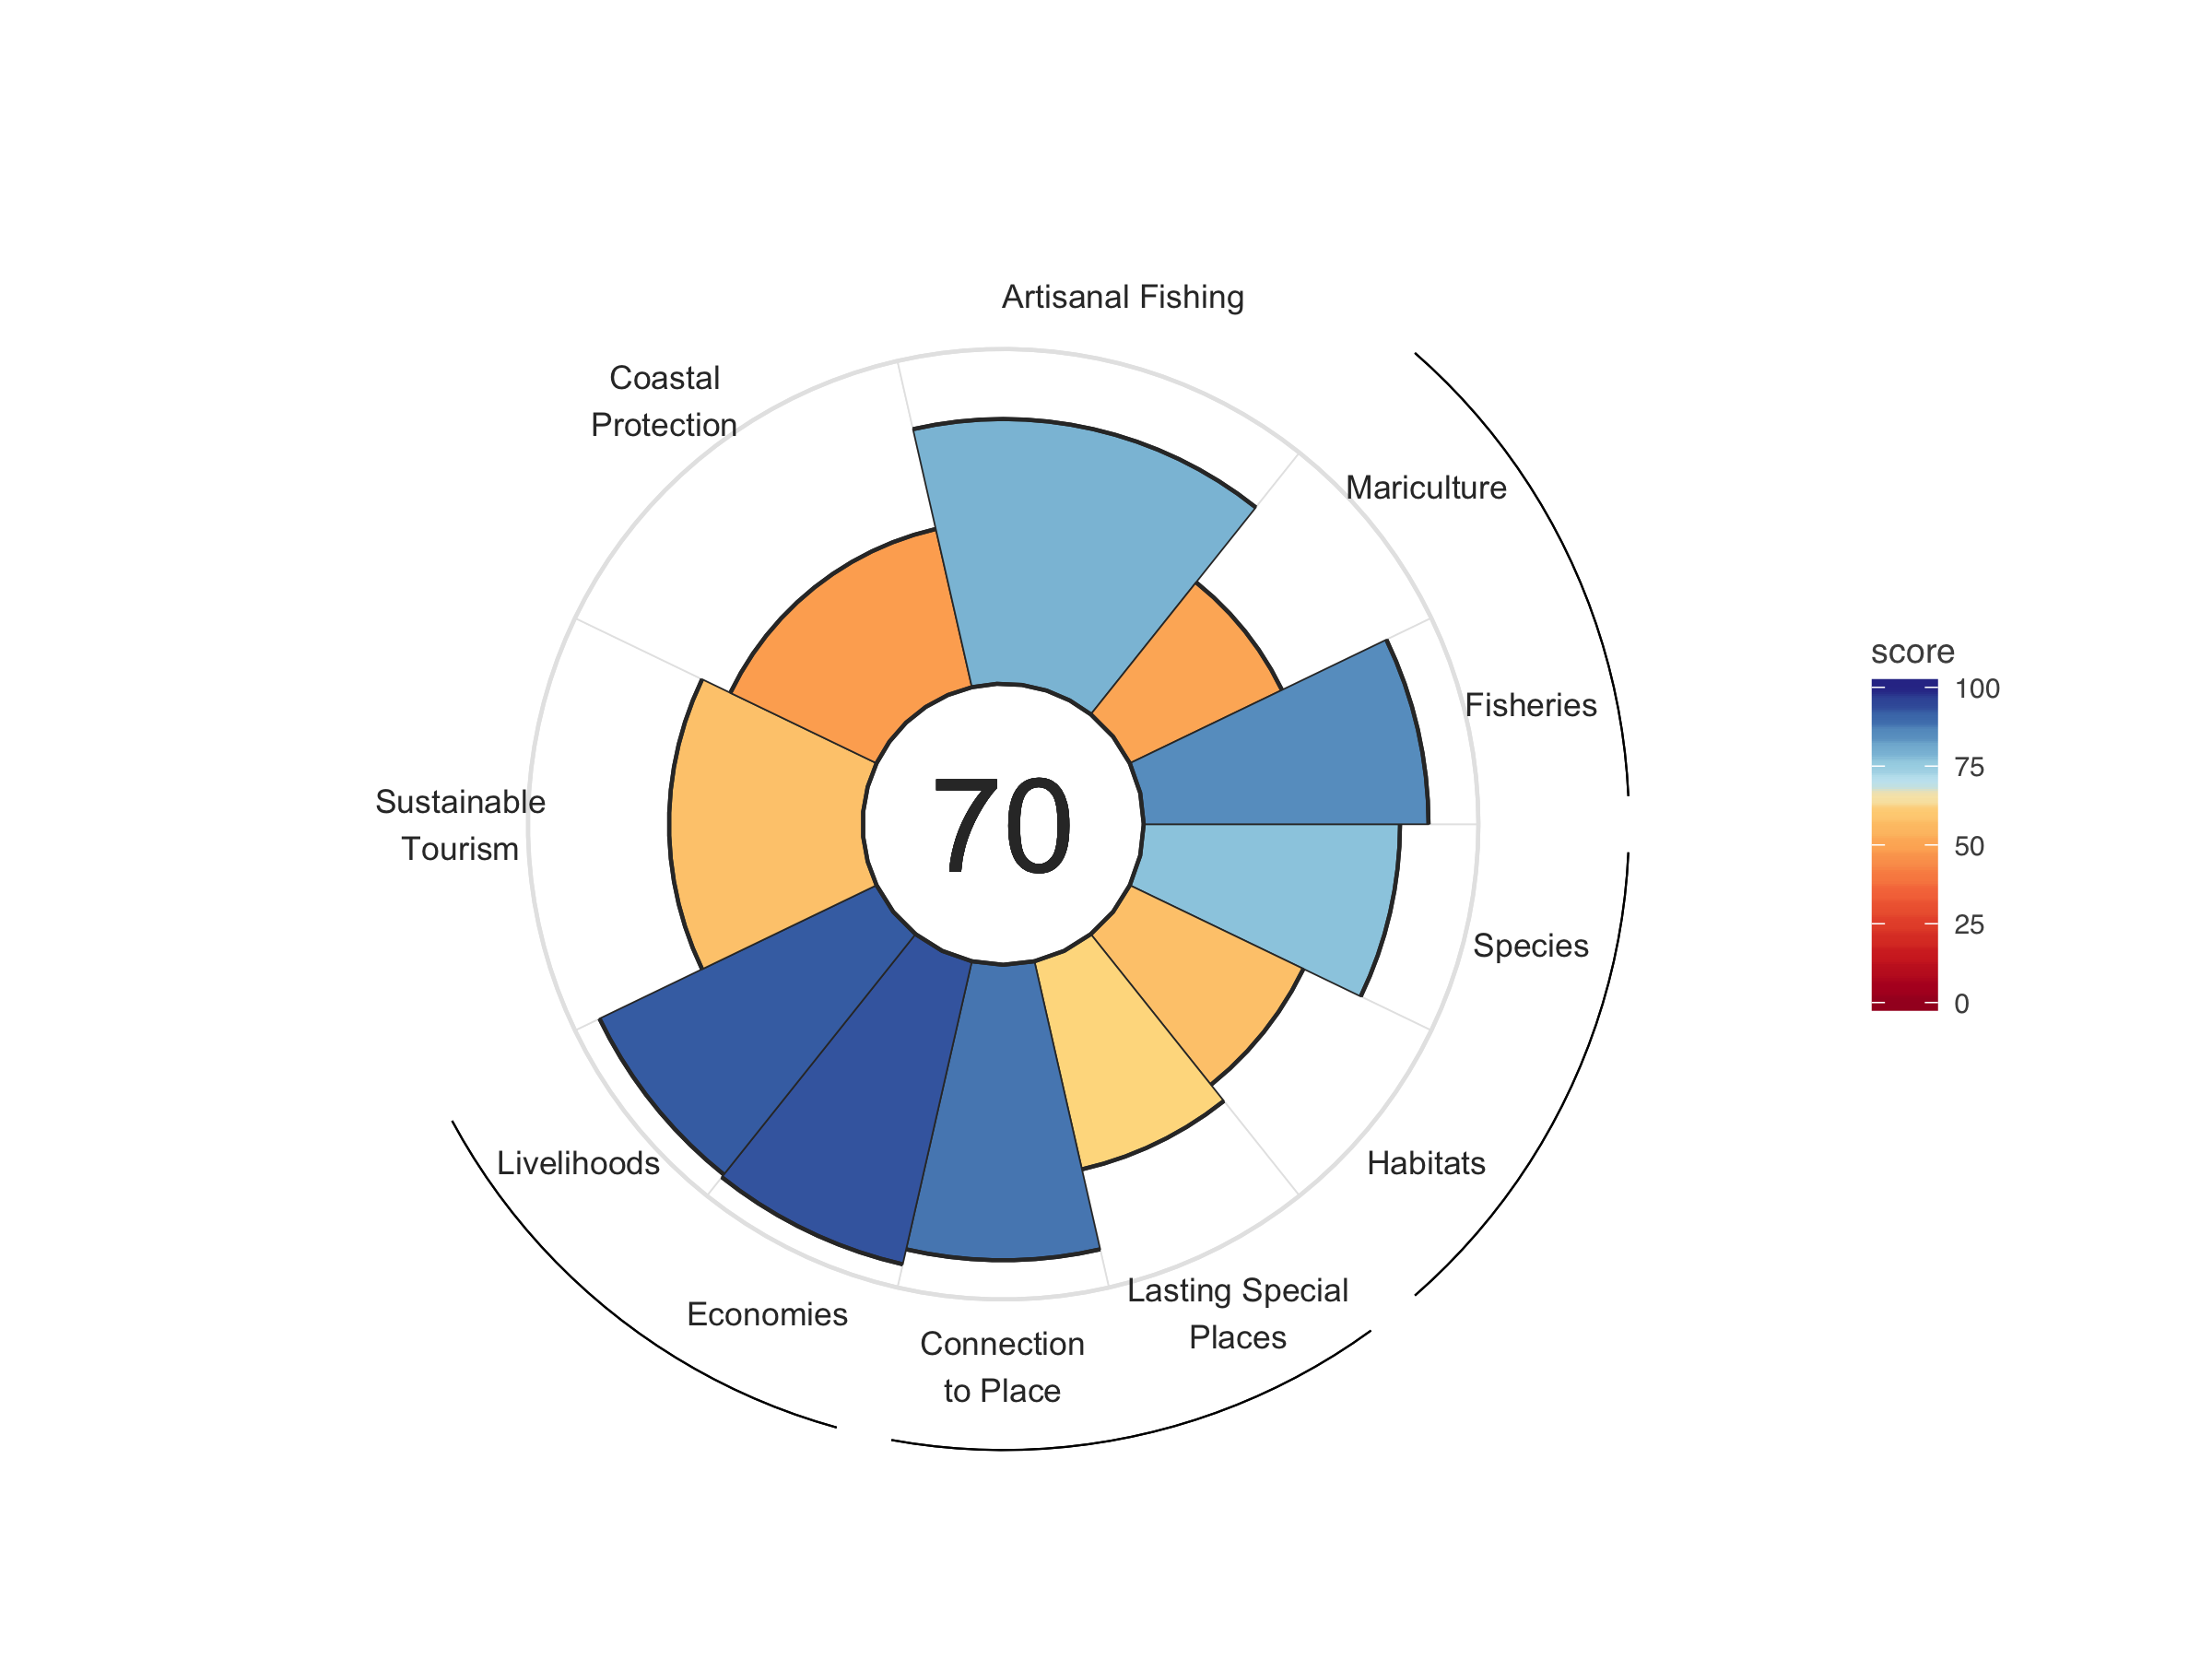 Artisanal Fishing
Coastal
Protection
Mariculture
Fisheries
Sustainable
Tourism
70
Species
Livelihoods
Habitats
Economies
Lasting Special
Places
Connection
to Place
score
100
75
50
25
0